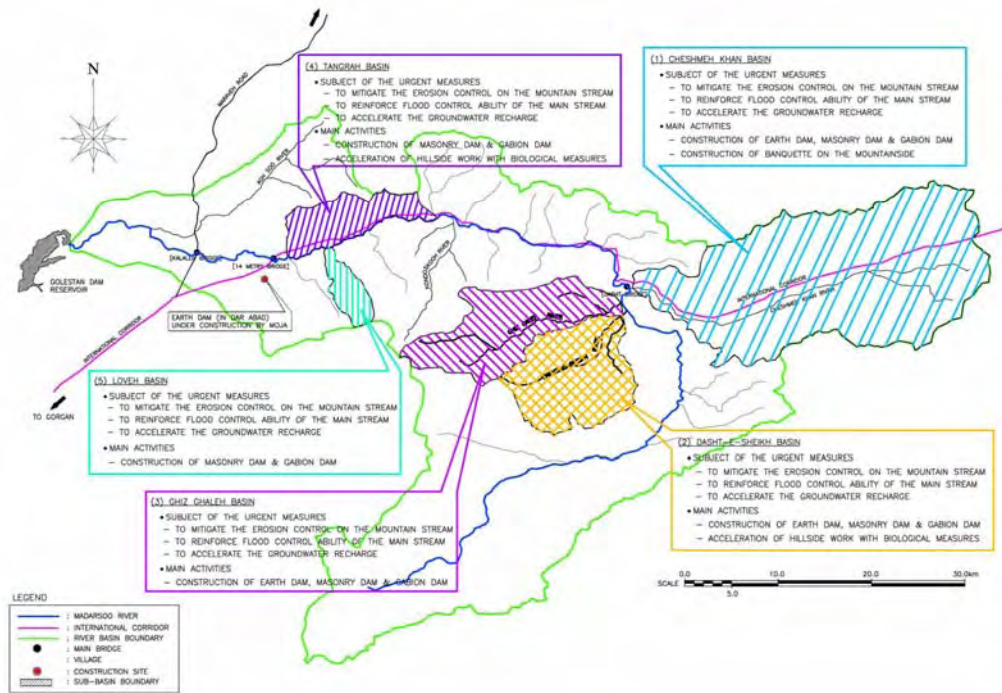 N
MARVEH ROAD
(4) TANGRAH BASIN
• SUBJECT OF THE URGENT MEASURES
– TO MITIGATE THE EROSION CONTROL ON THE MOUNTAIN STREAM
– TO REINFORCE FLOOD CONTROL ABILITY OF THE MAIN STREAM
– TO ACCELERATE THE GROUNDWATER RECHARGE
• MAIN ACTIVITIES
– CONSTRUCTION OF MASONRY DAM & GABION DAM
– ACCELERATION OF HILLSIDE WORK WITH BIOLOGICAL MEASURES
(1) CHESHMEH KHAN BASIN
• SUBJECT OF THE URGENT MEASURES
– TO MITIGATE THE EROSION CONTROL ON THE MOUNTAIN STREAM
– TO REINFORCE FLOOD CONTROL ABILITY OF THE MAIN STREAM
– TO ACCELERATE THE GROUNDWATER RECHARGE
• MAIN ACTIVITIES
– CONSTRUCTION OF EARTH DAM, MASONRY DAM & GABION DAM
– CONSTRUCTION OF BANQUETTE ON THE MOUNTAINSIDE
SOO RIVER
[14 METRY BRIDGE]
GOLESTAN DAM
RESERVOIR
EARTH DAM (IN QAR ABAD)
UNDER CONSTRUCTION BY MOJA
INTERNATIONAL CORRIDOR
TO GORGAN
INTERNATIONAL CORRIDOR
CHESHMEH KHAN RIVER
(5) LOVEH BASIN
• SUBJECT OF THE URGENT MEASURES
– TO MITIGATE THE EROSION CONTROL ON THE MOUNTAIN STREAM
– TO REINFORCE FLOOD CONTROL ABILITY OF THE MAIN STREAM
– TO ACCELERATE THE GROUNDWATER RECHARGE
• MAIN ACTIVITIES
– CONSTRUCTION OF MASONRY DAM & GABION DAM
(2) DASHT-E-SHEIKH BASIN
• SUBJECT OF THE URGENT MEASURES
– TO MITIGATE THE EROSION CONTROL ON THE MOUNTAIN STREAM
– TO REINFORCE FLOOD CONTROL ABILITY OF THE MAIN STREAM
– TO ACCELERATE THE GROUNDWATER RECHARGE
• MAIN ACTIVITIES
– CONSTRUCTION OF EARTH DAM, MASONRY DAM & GABION DAM
– ACCELERATION OF HILLSIDE WORK WITH BIOLOGICAL MEASURES
(3) GHIZ GHALEH BASIN
• SUBJECT OF THE URGENT MEASURES
– TO MITIGATE THE EROSION CONTROL ON THE MOUNTAIN STREAM
– TO REINFORCE FLOOD CONTROL ABILITY OF THE MAIN STREAM
– TO ACCELERATE THE GROUNDWATER RECHARGE
• MAIN ACTIVITIES
– CONSTRUCTION OF EARTH DAM, MASONRY DAM & GABION DAM
SCALE 0.0 5.0 10.0 20.0 30.0km
LEGEND
: MADARSOO RIVER
: INTERNATIONAL CORRIDOR
: RIVER BASIN BOUNDARY
: MAIN BRIDGE
: VILLAGE
: CONSTRUCTION SITE
: SUB-BASIN BOUNDARY